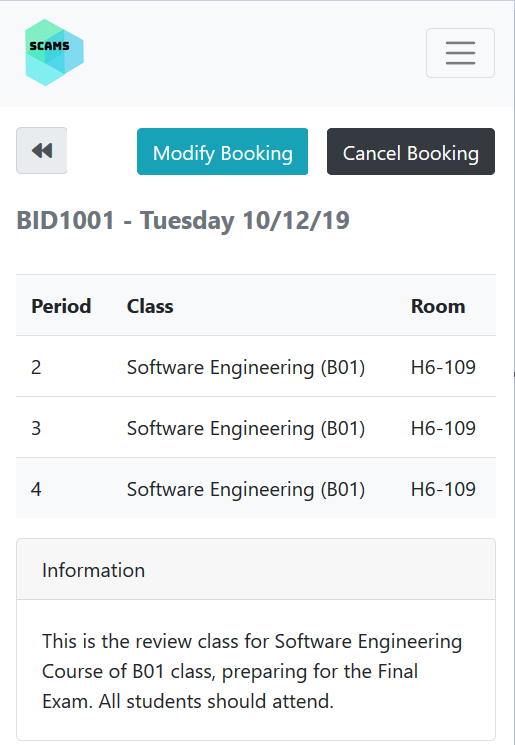 SCAMS
Modify Booking Cancel Booking
BID1001 - Tuesday 10/12/19
Period Class Room
2 Software Engineering (B01) H6-109
3 Software Engineering (B01) H6-109
4 Software Engineering (B01) H6-109
Information
This is the review class for Software Engineering
Course of B01 class, preparing for the Final
Exam. All students should attend.